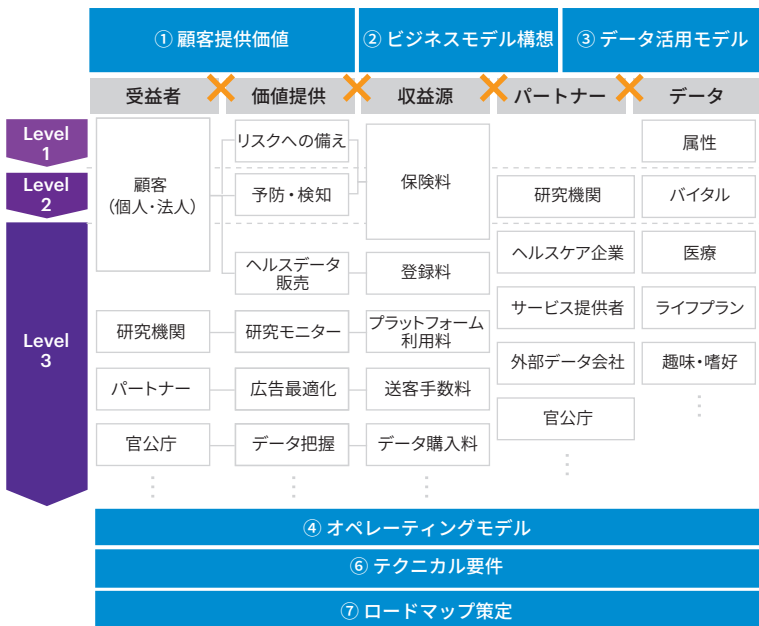 ① 顧客提供価値
② ビジネスモデル構想
③ データ活用モデル
受益者
価値提供
収益源
パートナー
データ
Level
1
リスクへの備え
属性
顧客
（個人・法人）
保険料
Level
2
予防・検知
研究機関
バイタル
ヘルスケア企業
医療
ヘルスデータ
販売
登録料
サービス提供者
ライフプラン
Level
3
研究機関
研究モニター
プラットフォーム
利用料
外部データ会社
趣味・嗜好
パートナー
広告最適化
送客手数料
官公庁
官公庁
データ把握
データ購入料
④ オペレーティングモデル
⑥ テクニカル要件
⑦ ロードマップ策定